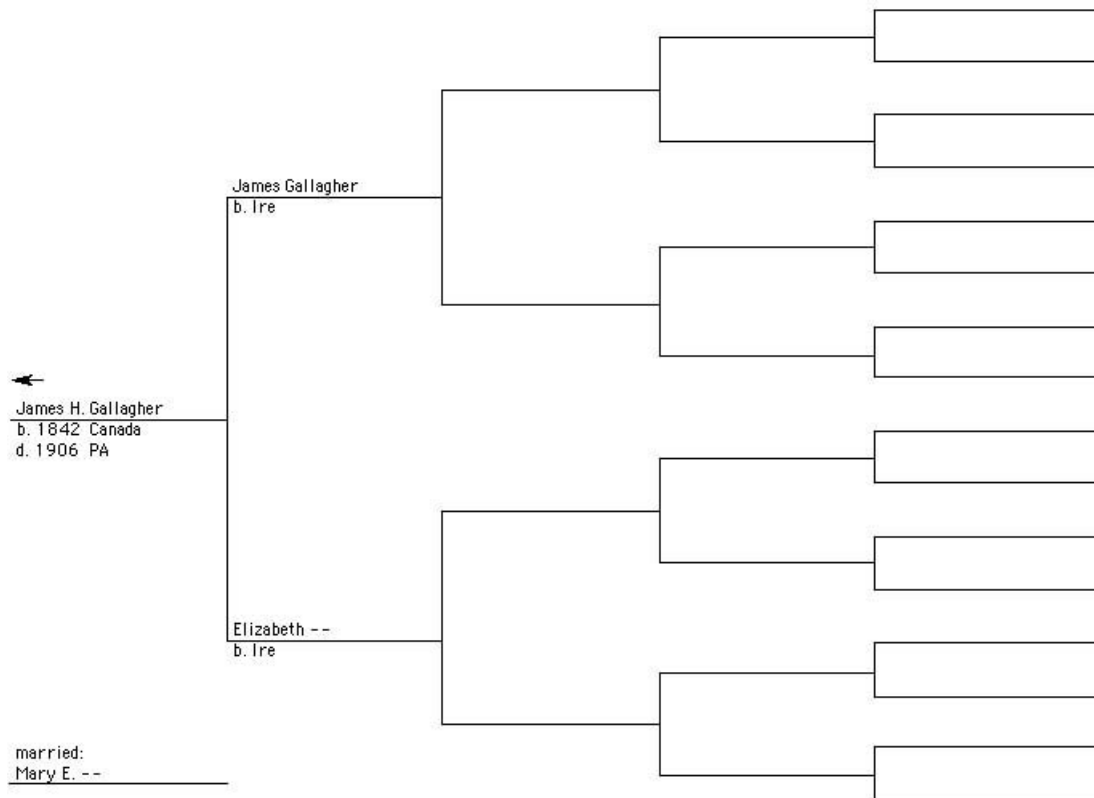 James Gallagher
b. Ire
James H. Gallagher
b. 1842 Canada
d. 1906 PA
Elizabeth --
b. Ire
married:
Mary E. --